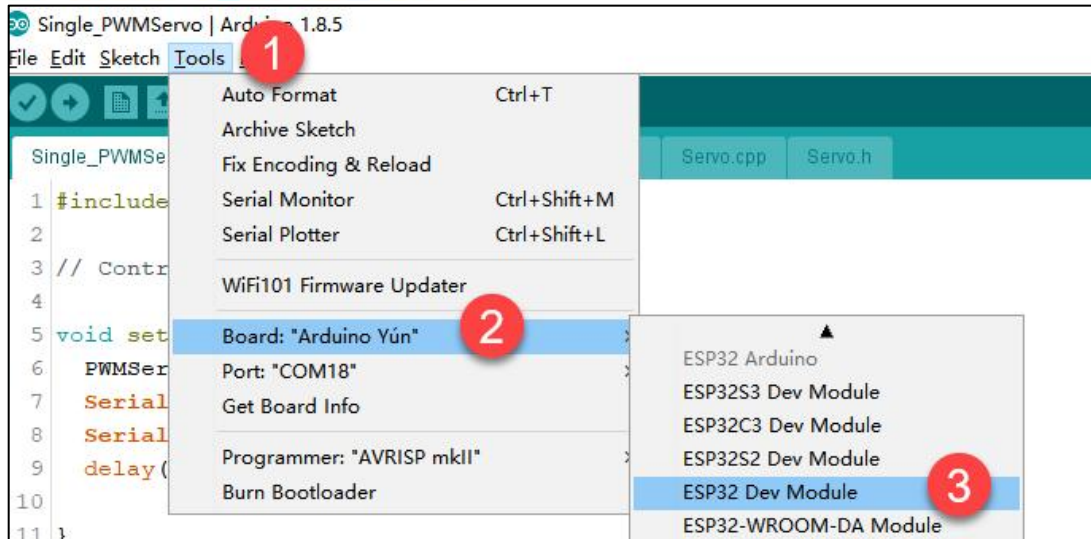 Single_PWMServo | Arduino 1.8.5
File Edit Sketch Tools
1
Auto Format Ctrl+T
Archive Sketch
Fix Encoding & Reload
Serial Monitor Ctrl+Shift+M
Serial Plotter Ctrl+Shift+L
WiFi101 Firmware Updater
Board: "Arduino Yún"
2
Port: "COM18"
Get Board Info
Programmer: "AVRISP mkII"
Burn Bootloader
ESP32 Arduino
ESP32S3 Dev Module
ESP32C3 Dev Module
ESP32S2 Dev Module
ESP32 Dev Module
3
ESP32-WROOM-DA Module
Single_PWMSe Servo.cpp Servo.h
1 #include
2
3 // Contr
4
5 void set
6 PWMSer
7 Serial
8 Serial
9 delay(
10
11 }